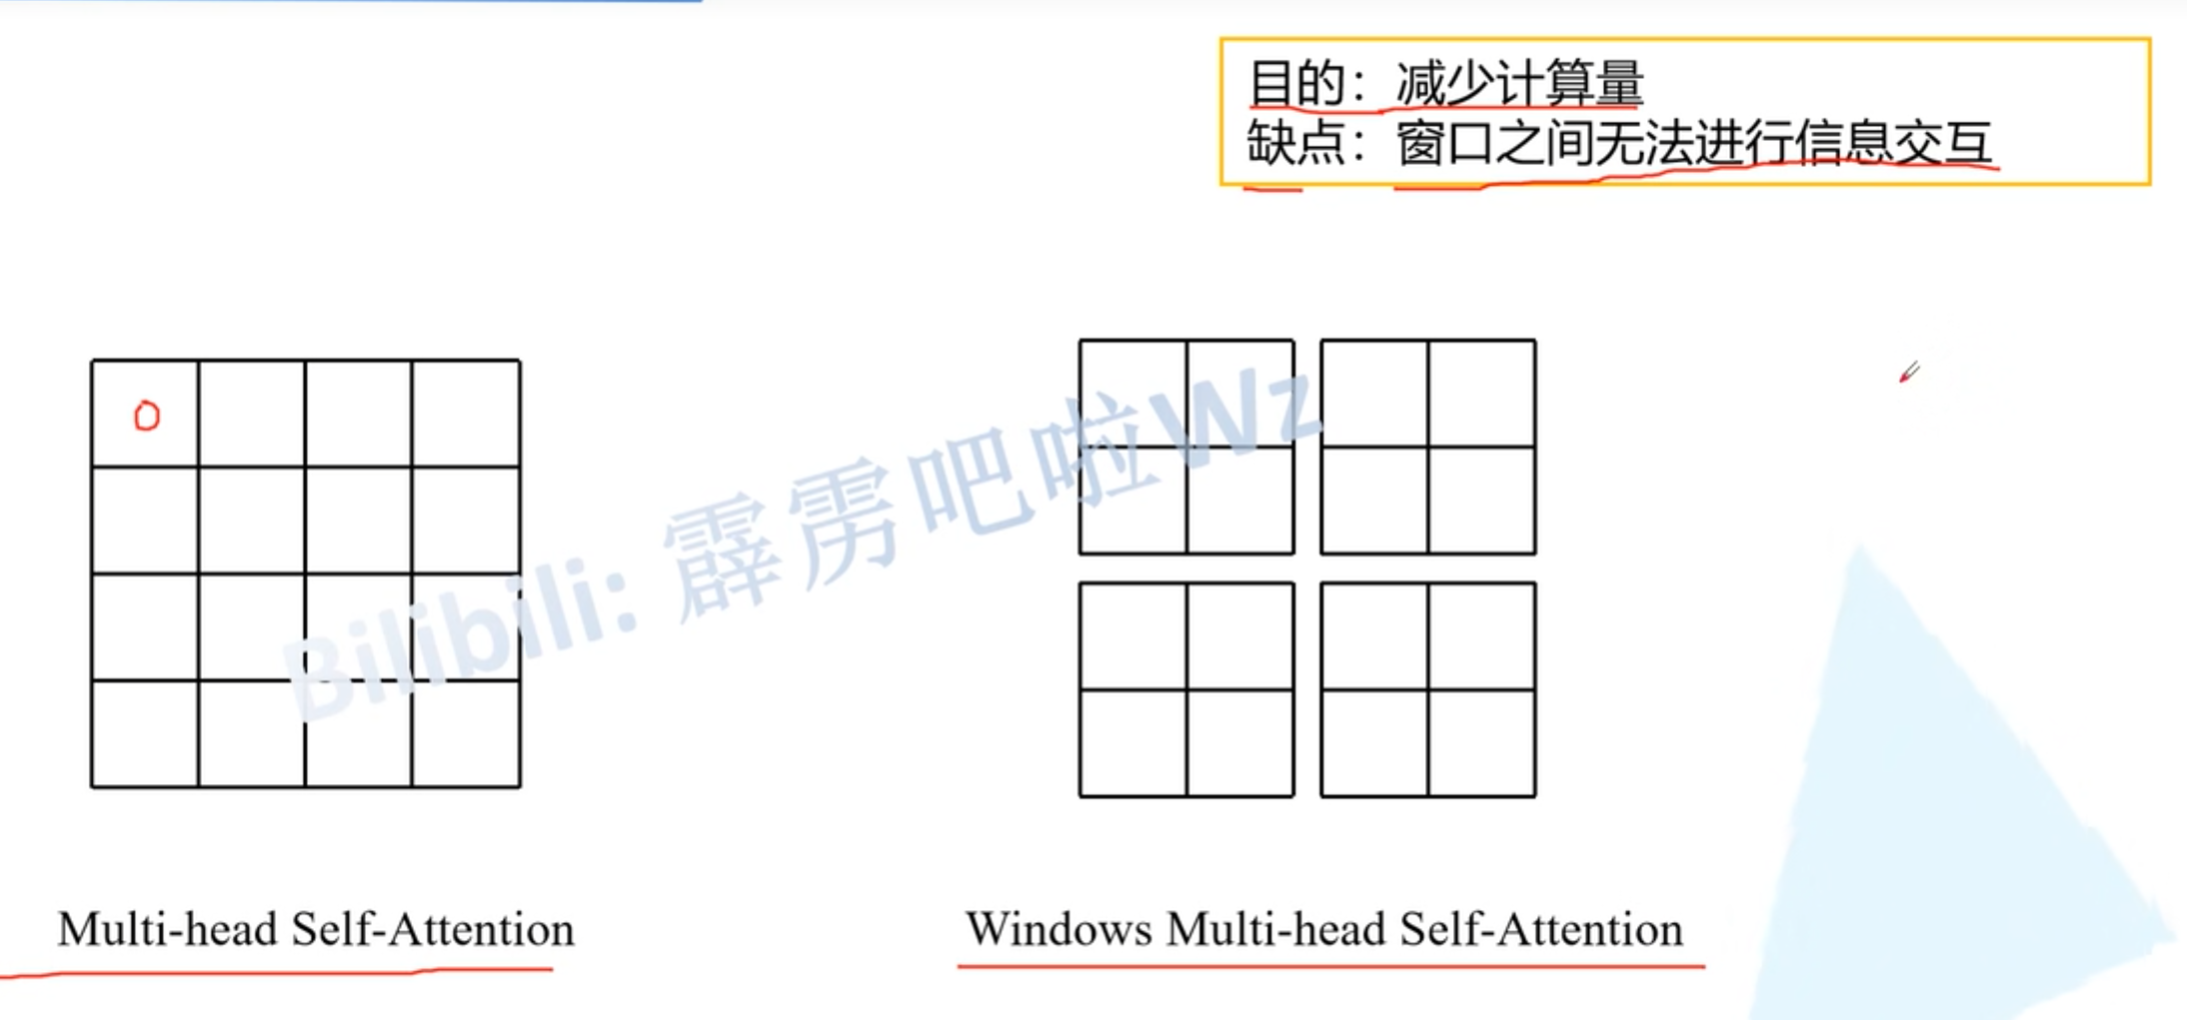 目的：减少计算量
缺点：窗口之间无法进行信息交互
Bilibili: 霹雳吧啦Wz
Multi-head Self-Attention
Windows Multi-head Self-Attention